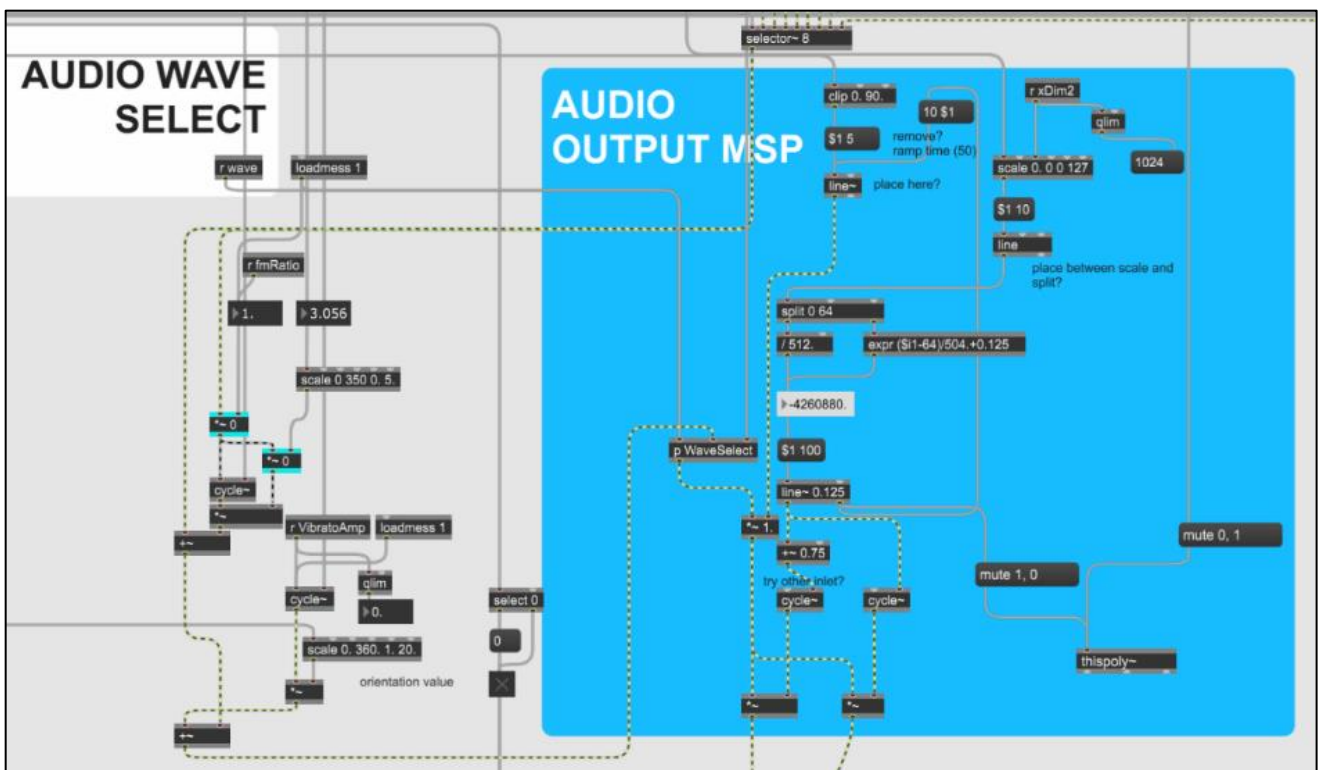 selector~ 8
AUDIO WAVE
SELECT
AUDIO
OUTPUT MSP
clip 0. 90.
10 $1
r xDim2
qlim
$1 5
remove?
ramp time (50)
1024
r wave
loadmess 1
scale 0. 0 0 127
line~
place here?
$1 10
line
r fmRatio
place between scale and
split?
1.
3.056
split 0 64
/ 512.
expr ($i1-64)/504.+0.125
scale 0 350 0. 5.
-4260880.
*~ 0
p WaveSelect
$1 100
*~ 0
cycle~
line~ 0.125
*~
r VibratoAmp
loadmess 1
*~ 1.
mute 0, 1
+~
+~ 0.75
qlim
try other inlet?
mute 1, 0
cycle~
0.
select 0
cycle~
cycle~
0
scale 0. 360. 1. 20.
thispoly~
orientation value
*~
*~
*~
+~